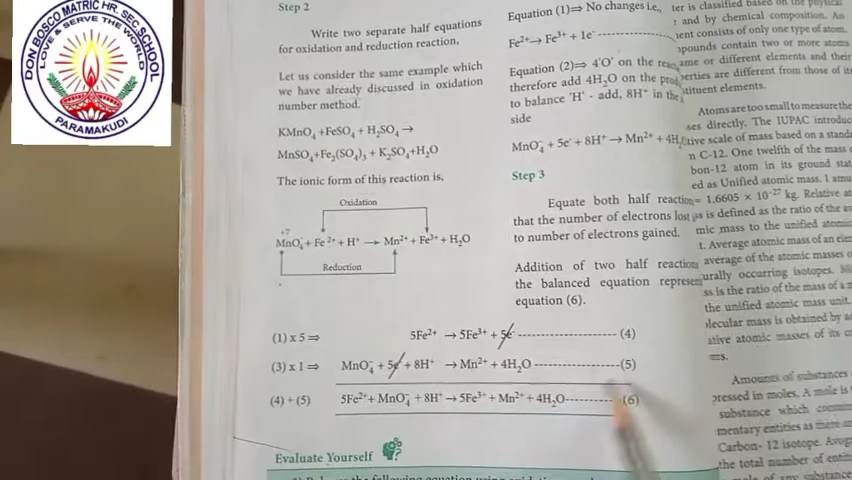 DON BOSCO MATRIC HR. SEC SCHOOL
LOVE & SERVE THE WORLD
PARAMAKUDI
Step 2
Write two separate half equations
for oxidation and reduction reaction,
Let us consider the same example which
we have already discussed in oxidation
number method.
KMnO₄ +FeSO₄ + H₂SO₄ →
MnSO₄+Fe₂(SO₄)₃ + K₂SO₄+H₂O
The ionic form of this reaction is,
Oxidation
+7
MnO₄⁻ + Fe²⁺ + H⁺ → Mn²⁺ + Fe³⁺ + H₂O
Reduction
Equation (1)⇒ No changes i.e.,
Fe²⁺→ Fe³⁺ + 1e⁻ ------------------
Equation (2)⇒ 4'O' on the
therefore add 4H₂O on the
to balance 'H' - add, 8H⁺ in the
side
MnO₄⁻ + 5e⁻ + 8H⁺ → Mn²⁺ +
Step 3
Equate both half
that the number of electrons
to number of electrons gained.
Addition of two half
the balanced equation
equation (6).
(1) x 5 ⇒ 5Fe²⁺ → 5Fe³⁺ + 5e⁻ --------------------- (4)
(3) x 1 ⇒ MnO₄⁻ + 5e⁻ + 8H⁺ → Mn²⁺ + 4H₂O -------------------(5)
(4) + (5) 5Fe²⁺+ MnO₄⁻ + 8H⁺→ 5Fe³⁺ + Mn²⁺ + 4H₂O---------- (6)
Evaluate Yourself
the following equation using
ter is classified based on the physical
and by chemical composition. An
consists of only one type of atom.
contain two or more atoms
or different elements and their
are different from those of its
elements.
Atoms are too small to measure
directly. The IUPAC
scale of mass based on a
C-12. One twelfth of the mass
atom in its ground
as Unified atomic mass. 1
= 1.6605 × 10⁻²⁷ kg. Relative
is defined as the ratio of the
mass to the unified atomic
Average atomic mass of an
average of the atomic masses
occurring isotopes.
is the ratio of the mass of a
the unified atomic mass unit.
mass is obtained by
atomic masses of its
Amounts of substances
in moles. A mole is
substance which
entities as there
Carbon- 12 isotope.
the total number of
of any substance